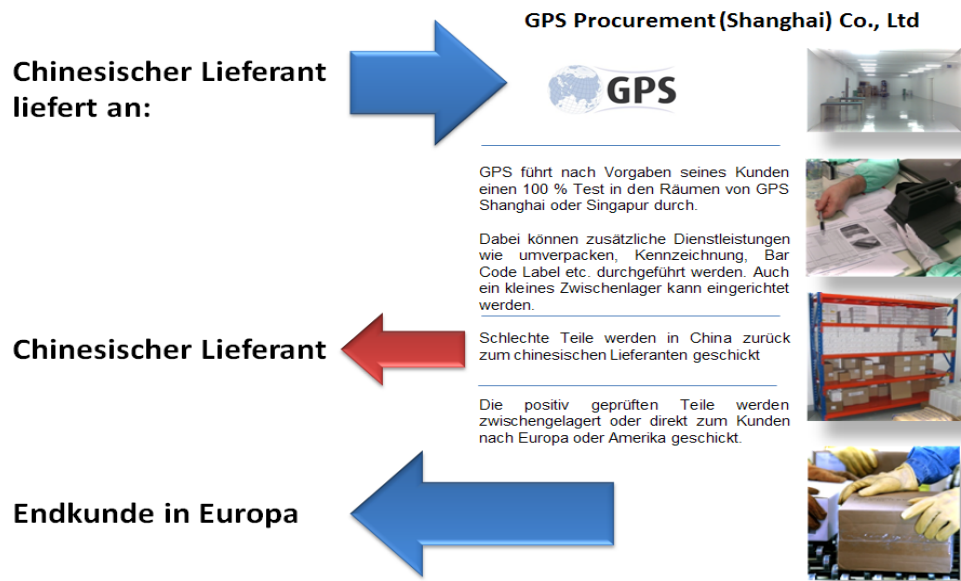 GPS Procurement (Shanghai) Co., Ltd
Chinesischer Lieferant
liefert an:
GPS
GPS führt nach Vorgaben seines Kunden
einen 100 % Test in den Räumen von GPS
Shanghai oder Singapur durch.
Dabei können zusätzliche Dienstleistungen
wie umverpacken, Kennzeichnung, Bar
Code Label etc. durchgeführt werden. Auch
ein kleines Zwischenlager kann eingerichtet
werden.
Chinesischer Lieferant
Schlechte Teile werden in China zurück
zum chinesischen Lieferanten geschickt
Die positiv geprüften Teile werden
zwischengelagert oder direkt zum Kunden
nach Europa oder Amerika geschickt.
Endkunde in Europa